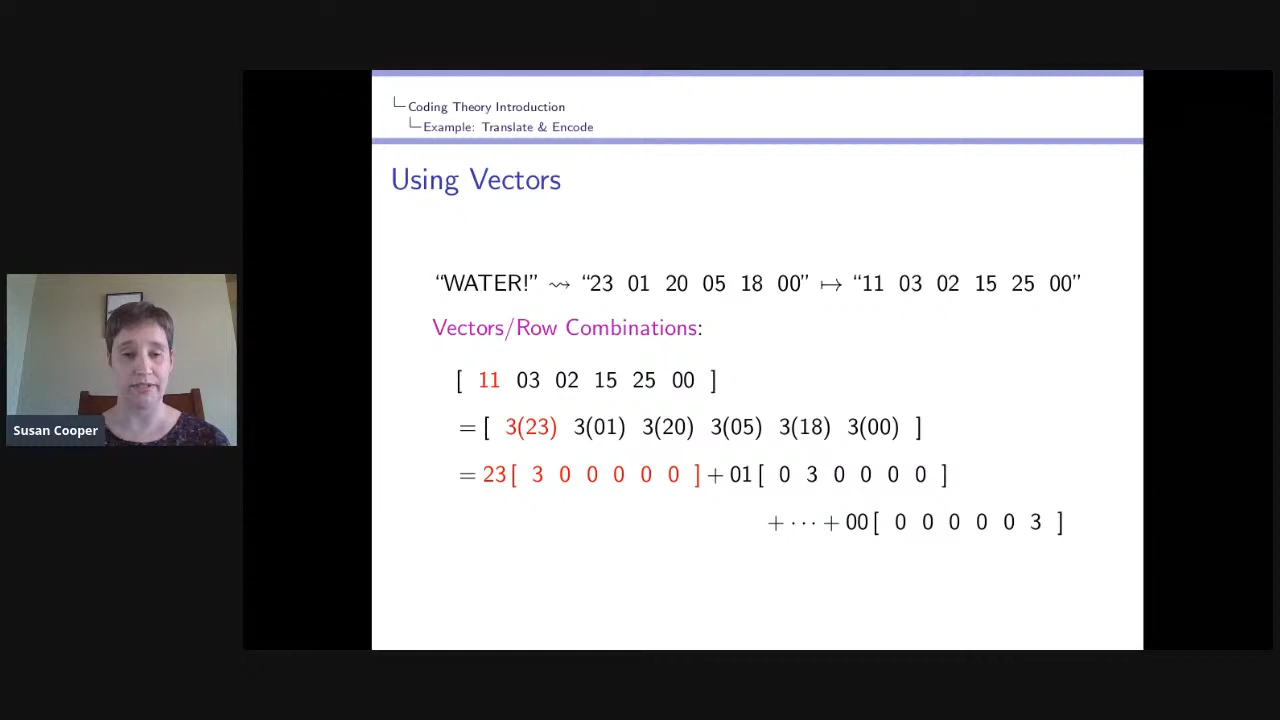 Coding Theory Introduction
Example: Translate & Encode
Using Vectors
“WATER!” ⇝ “23 01 20 05 18 00” ↦ “11 03 02 15 25 00”
Vectors/Row Combinations:
[ 11 03 02 15 25 00 ]
= [ 3(23) 3(01) 3(20) 3(05) 3(18) 3(00) ]
= 23[ 3 0 0 0 0 0 ] + 01[ 0 3 0 0 0 0 ]
+ ⋯ + 00[ 0 0 0 0 0 3 ]
Susan Cooper